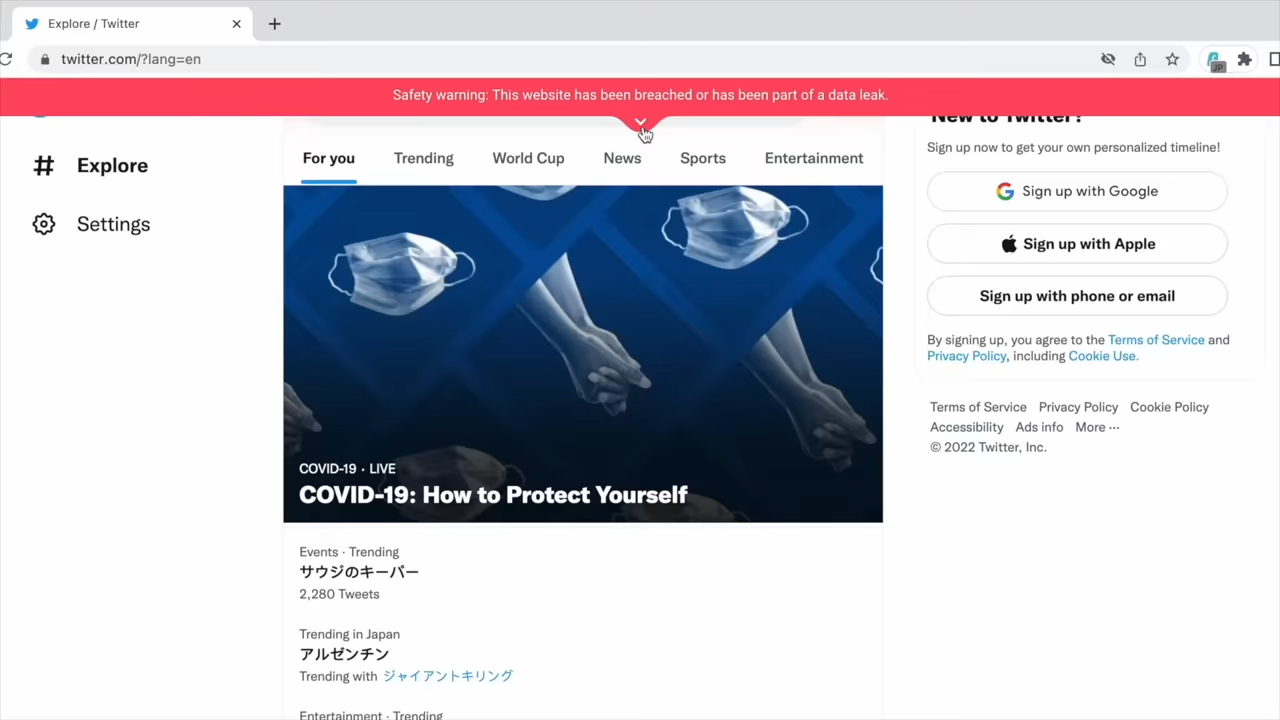 Explore / Twitter
twitter.com/?lang=en
JP
Safety warning: This website has been breached or has been part of a data leak.
Explore
Settings
For you Trending World Cup News Sports Entertainment
COVID-19 · LIVE
COVID-19: How to Protect Yourself
Events · Trending
サウジのキーパー
2,280 Tweets
Trending in Japan
アルゼンチン
Trending with ジャイアントキリング
Entertainment · Trending
New to Twitter?
Sign up now to get your own personalized timeline!
Sign up with Google
Sign up with Apple
Sign up with phone or email
By signing up, you agree to the Terms of Service and
Privacy Policy, including Cookie Use.
Terms of Service Privacy Policy Cookie Policy
Accessibility Ads info More ···
© 2022 Twitter, Inc.